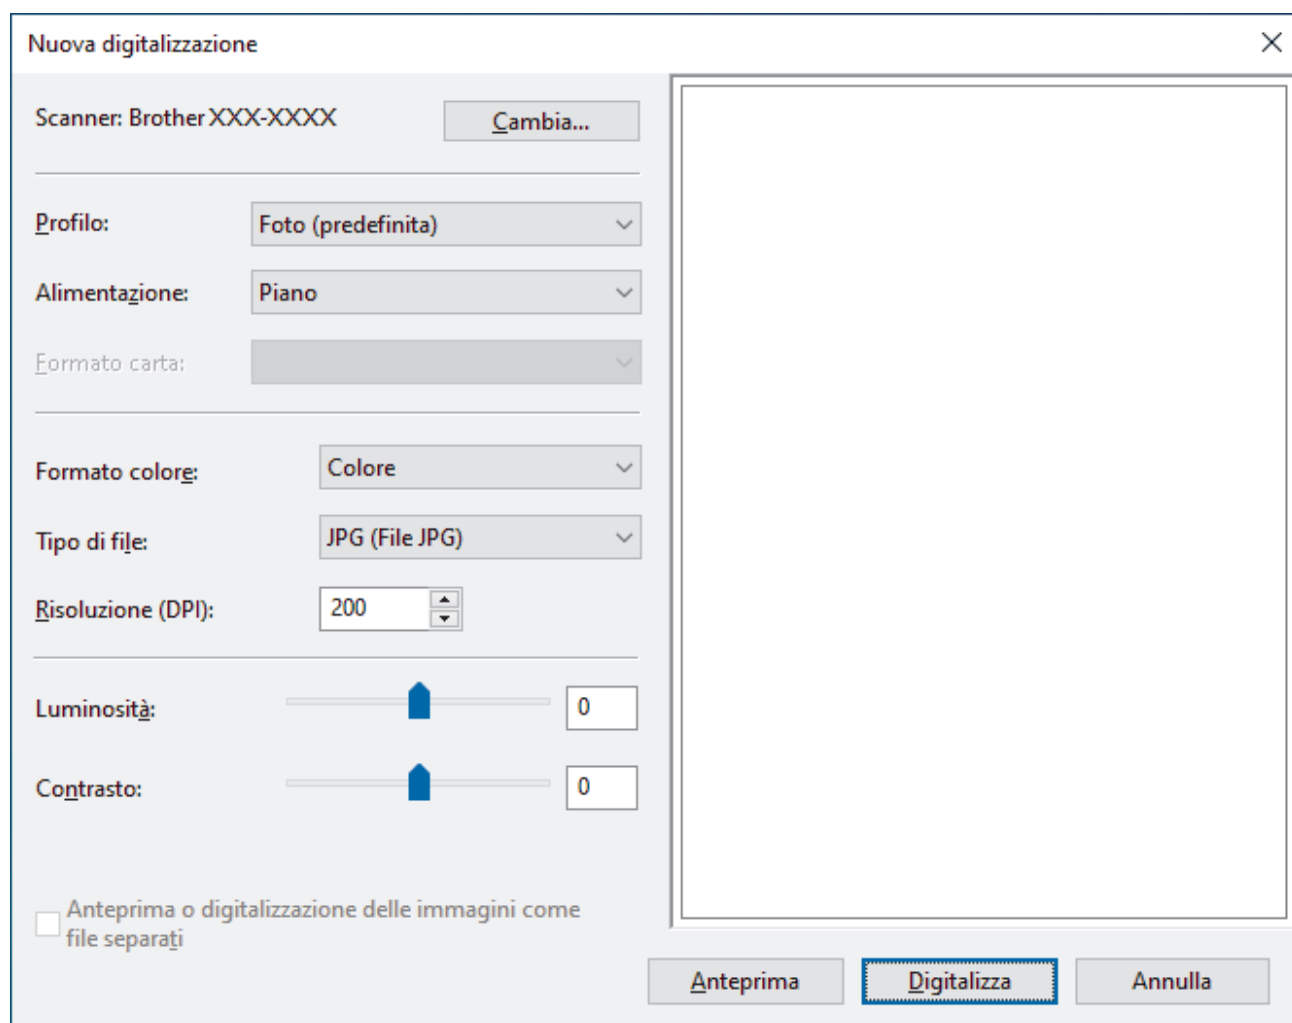 Nuova digitalizzazione
Scanner: Brother XXX-XXXX
Cambia...
Profilo:
Foto (predefinita)
Alimentazione:
Piano
Formato carta:
Formato colore:
Colore
Tipo di file:
JPG (File JPG)
Risoluzione (DPI):
200
Luminosità:
0
Contrasto:
0
Anteprima o digitalizzazione delle immagini come
file separati
Anteprima
Digitalizza
Annulla